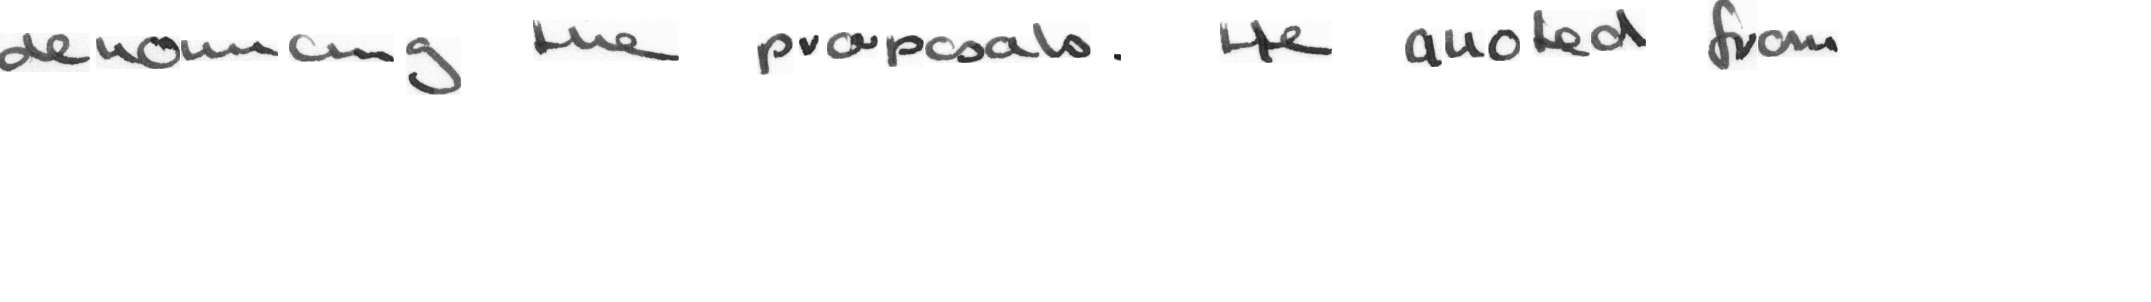 denouncing the proposals. He quoted from